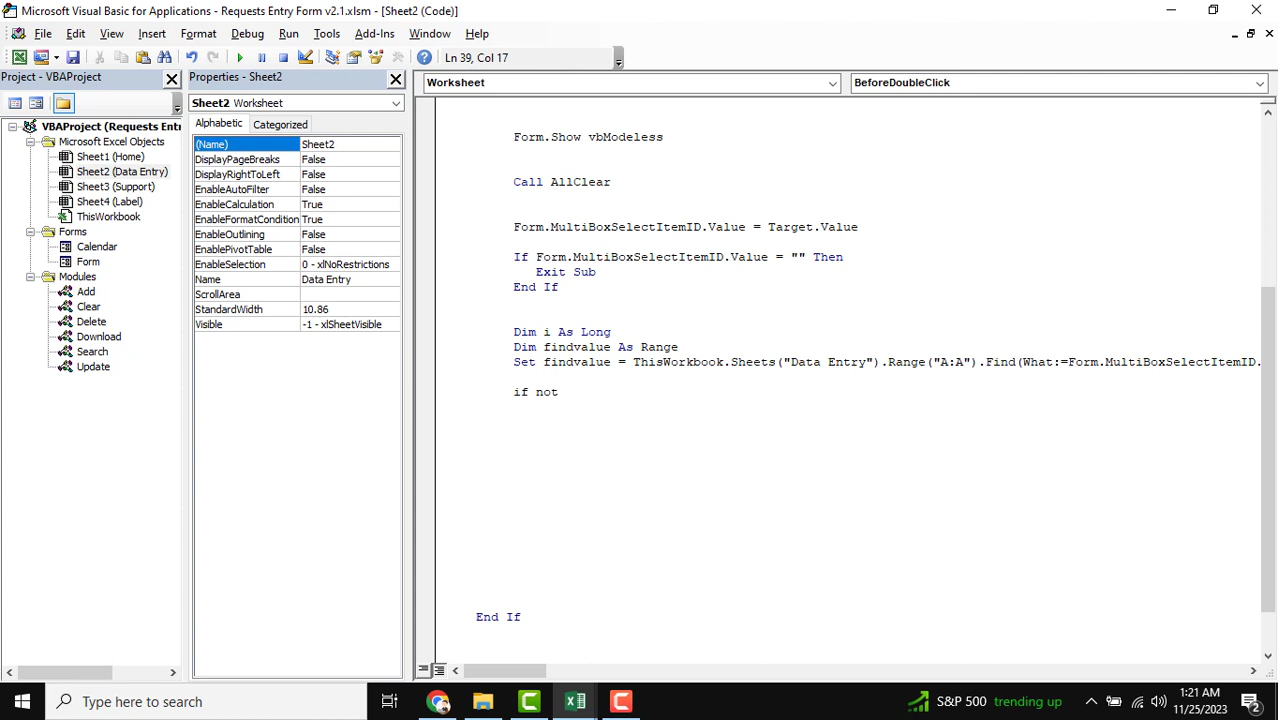 Microsoft Visual Basic for Applications - Requests Entry Form v2.1.xlsm - [Sheet2 (Code)]
File Edit View Insert Format Debug Run Tools Add-Ins Window Help
Ln 39, Col 17
Project - VBAProject
Properties - Sheet2
Worksheet
BeforeDoubleClick
Sheet2 Worksheet
Alphabetic
Categorized
VBAProject (Requests Entr
Microsoft Excel Objects
Sheet1 (Home)
Sheet2 (Data Entry)
Sheet3 (Support)
Sheet4 (Label)
ThisWorkbook
Forms
Calendar
Form
Modules
Add
Clear
Delete
Download
Search
Update
(Name) Sheet2
DisplayPageBreaks False
DisplayRightToLeft False
EnableAutoFilter False
EnableCalculation True
EnableFormatCondition True
EnableOutlining False
EnablePivotTable False
EnableSelection 0 - xlNoRestrictions
Name Data Entry
ScrollArea
StandardWidth 10.86
Visible -1 - xlSheetVisible
Form.Show vbModeless
Call AllClear
Form.MultiBoxSelectItemID.Value = Target.Value
If Form.MultiBoxSelectItemID.Value = "" Then
Exit Sub
End If
Dim i As Long
Dim findvalue As Range
Set findvalue = ThisWorkbook.Sheets("Data Entry").Range("A:A").Find(What:=Form.MultiBoxSelectItemID.
if not
End If
Type here to search
S&P 500 trending up
1:21 AM
11/25/2023
2